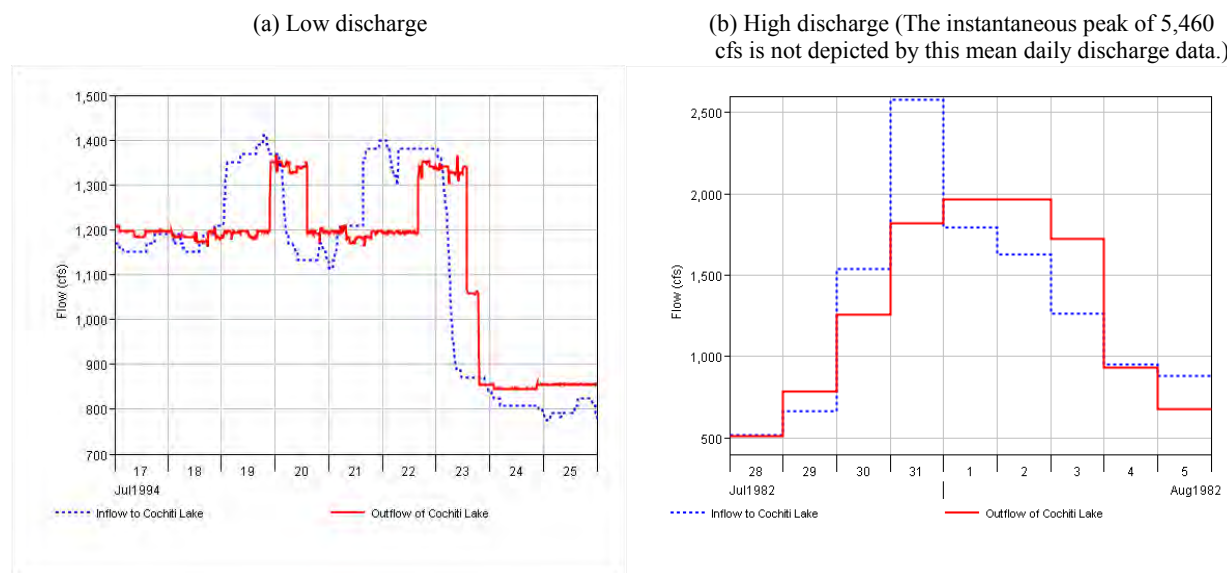 (a) Low discharge
1,500
1,400
1,300
1,200
1,100
1,000
900
800
700
Flow (cfs)
17 18 19 20 21 22 23 24 25
Jul1994
Inflow to Cochiti Lake Outflow of Cochiti Lake
(b) High discharge (The instantaneous peak of 5,460
cfs is not depicted by this mean daily discharge data.)
2,500
2,000
1,500
1,000
500
Flow (cfs)
28 29 30 31 1 2 3 4 5
Jul1982 Aug1982
Inflow to Cochiti Lake Outflow of Cochiti Lake